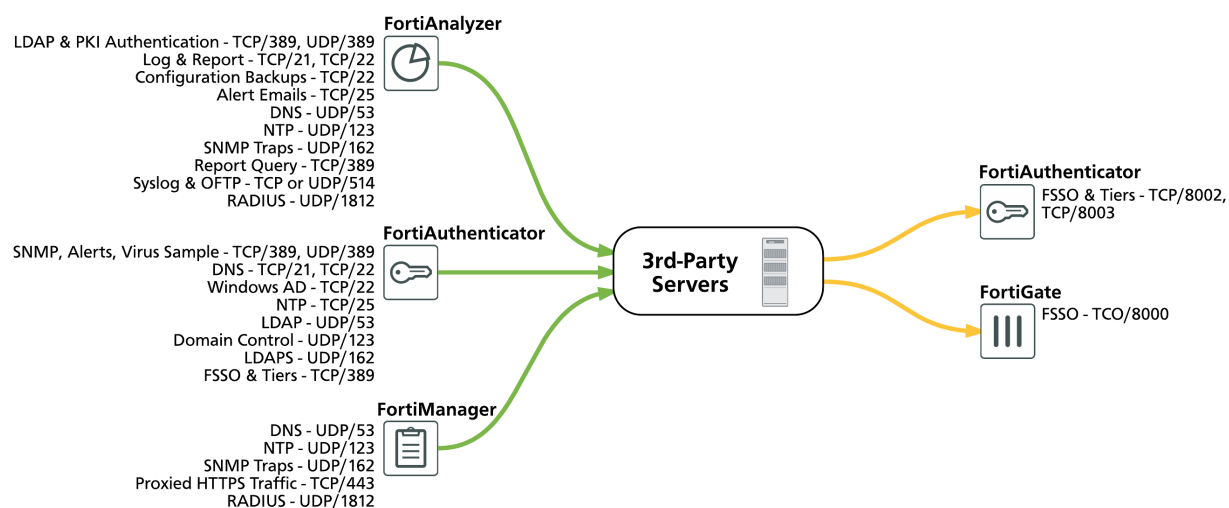 FortiAnalyzer
LDAP & PKI Authentication - TCP/389, UDP/389
Log & Report - TCP/21, TCP/22
Configuration Backups - TCP/22
Alert Emails - TCP/25
DNS - UDP/53
NTP - UDP/123
SNMP Traps - UDP/162
Report Query - TCP/389
Syslog & OFTP - TCP or UDP/514
RADIUS - UDP/1812
FortiAuthenticator
SNMP, Alerts, Virus Sample - TCP/389, UDP/389
DNS - TCP/21, TCP/22
Windows AD - TCP/22
NTP - TCP/25
LDAP - UDP/53
Domain Control - UDP/123
LDAPS - UDP/162
FSSO & Tiers - TCP/389
FortiManager
DNS - UDP/53
NTP - UDP/123
SNMP Traps - UDP/162
Proxied HTTPS Traffic - TCP/443
RADIUS - UDP/1812
3rd-Party
Servers
FortiAuthenticator
FSSO & Tiers - TCP/8002,
TCP/8003
FortiGate
FSSO - TCO/8000